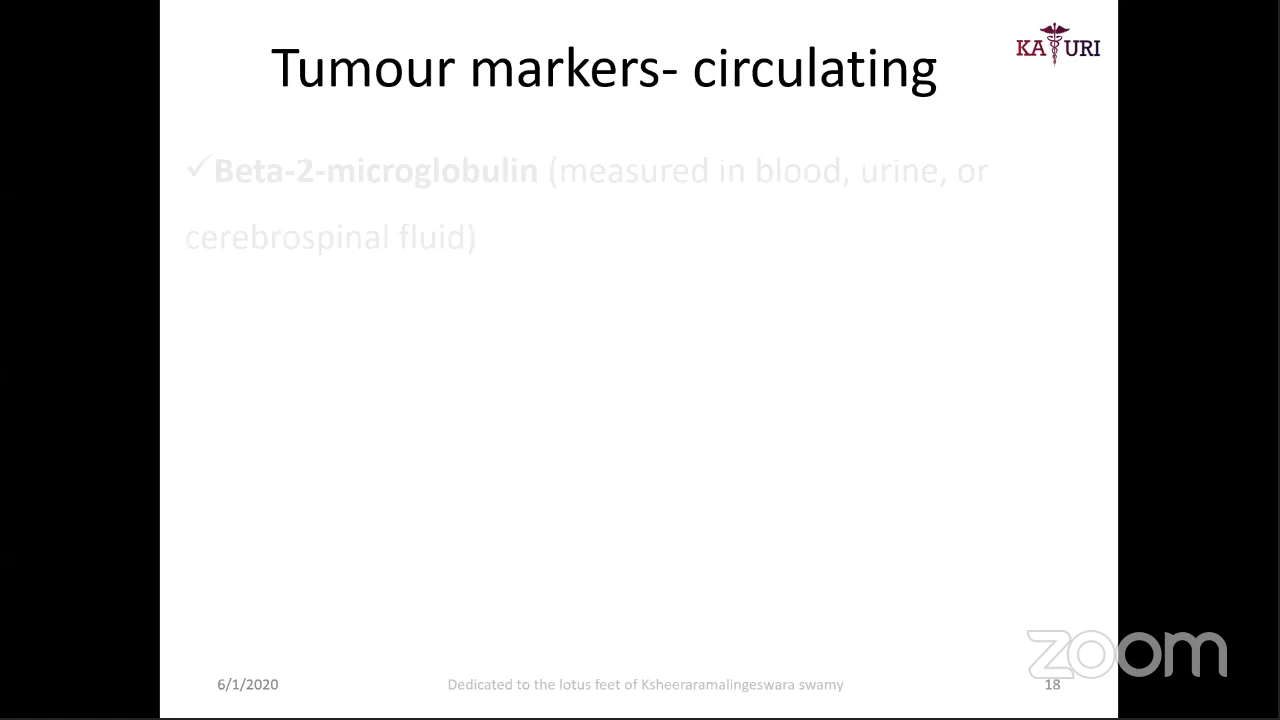 Tumour markers- circulating
KATURI
✓Beta-2-microglobulin (measured in blood, urine, or
cerebrospinal fluid)
zoom
6/1/2020
Dedicated to the lotus feet of Ksheeraramalingeswara swamy
18